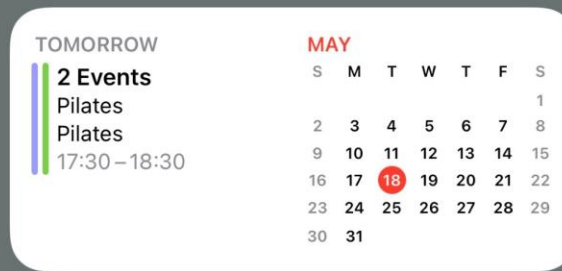 TOMORROW
2 Events
Pilates
Pilates
17:30–18:30
MAY
S M T W T F S
1
2 3 4 5 6 7 8
9 10 11 12 13 14 15
16 17 18 19 20 21 22
23 24 25 26 27 28 29
30 31